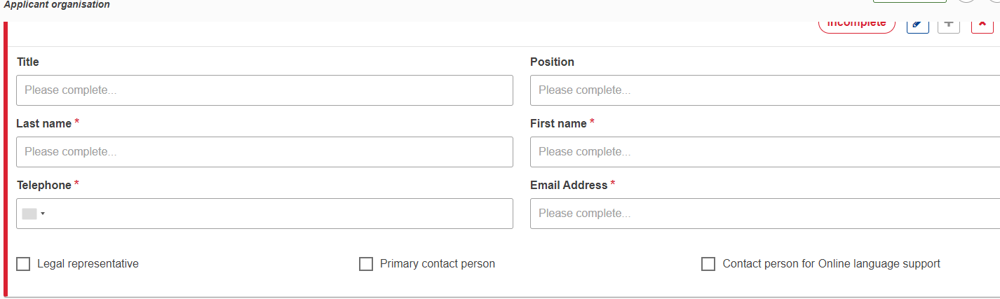 Applicant organisation
Incomplete
Title Position
Please complete... Please complete...
Last name * First name *
Please complete... Please complete...
Telephone * Email Address *
Please complete...
Legal representative Primary contact person Contact person for Online language support